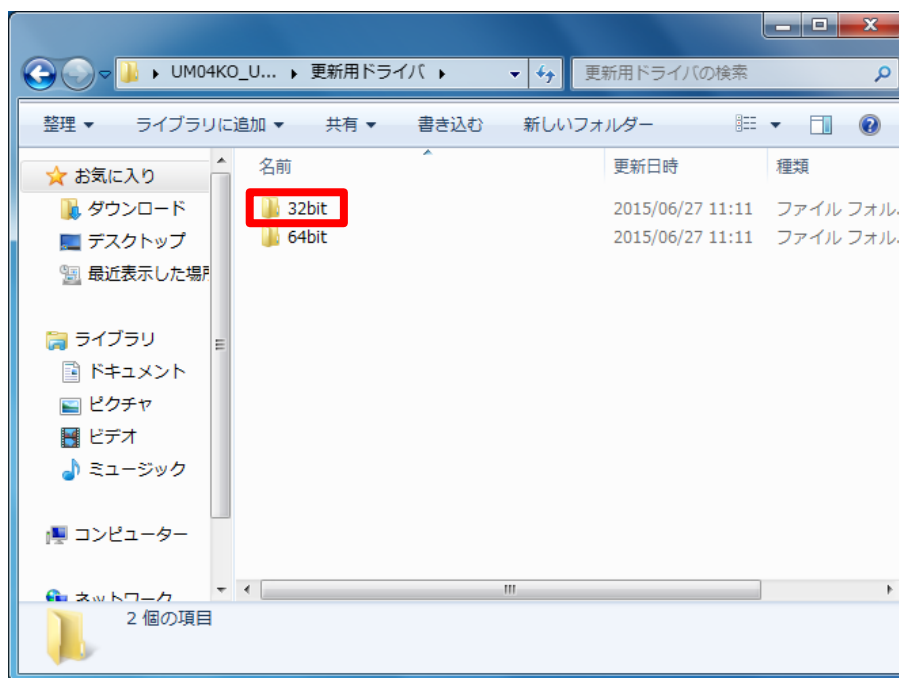 UM04KO_U... 更新用ドライバ 更新用ドライバの検索
整理 ライブラリに追加 共有 書き込む 新しいフォルダー
名前 更新日時 種類
お気に入り
ダウンロード
デスクトップ
最近表示した場所
ライブラリ
ドキュメント
ピクチャ
ビデオ
ミュージック
コンピューター
ネットワーク
32bit 2015/06/27 11:11 ファイル フォル
64bit 2015/06/27 11:11 ファイル フォル
2 個の項目